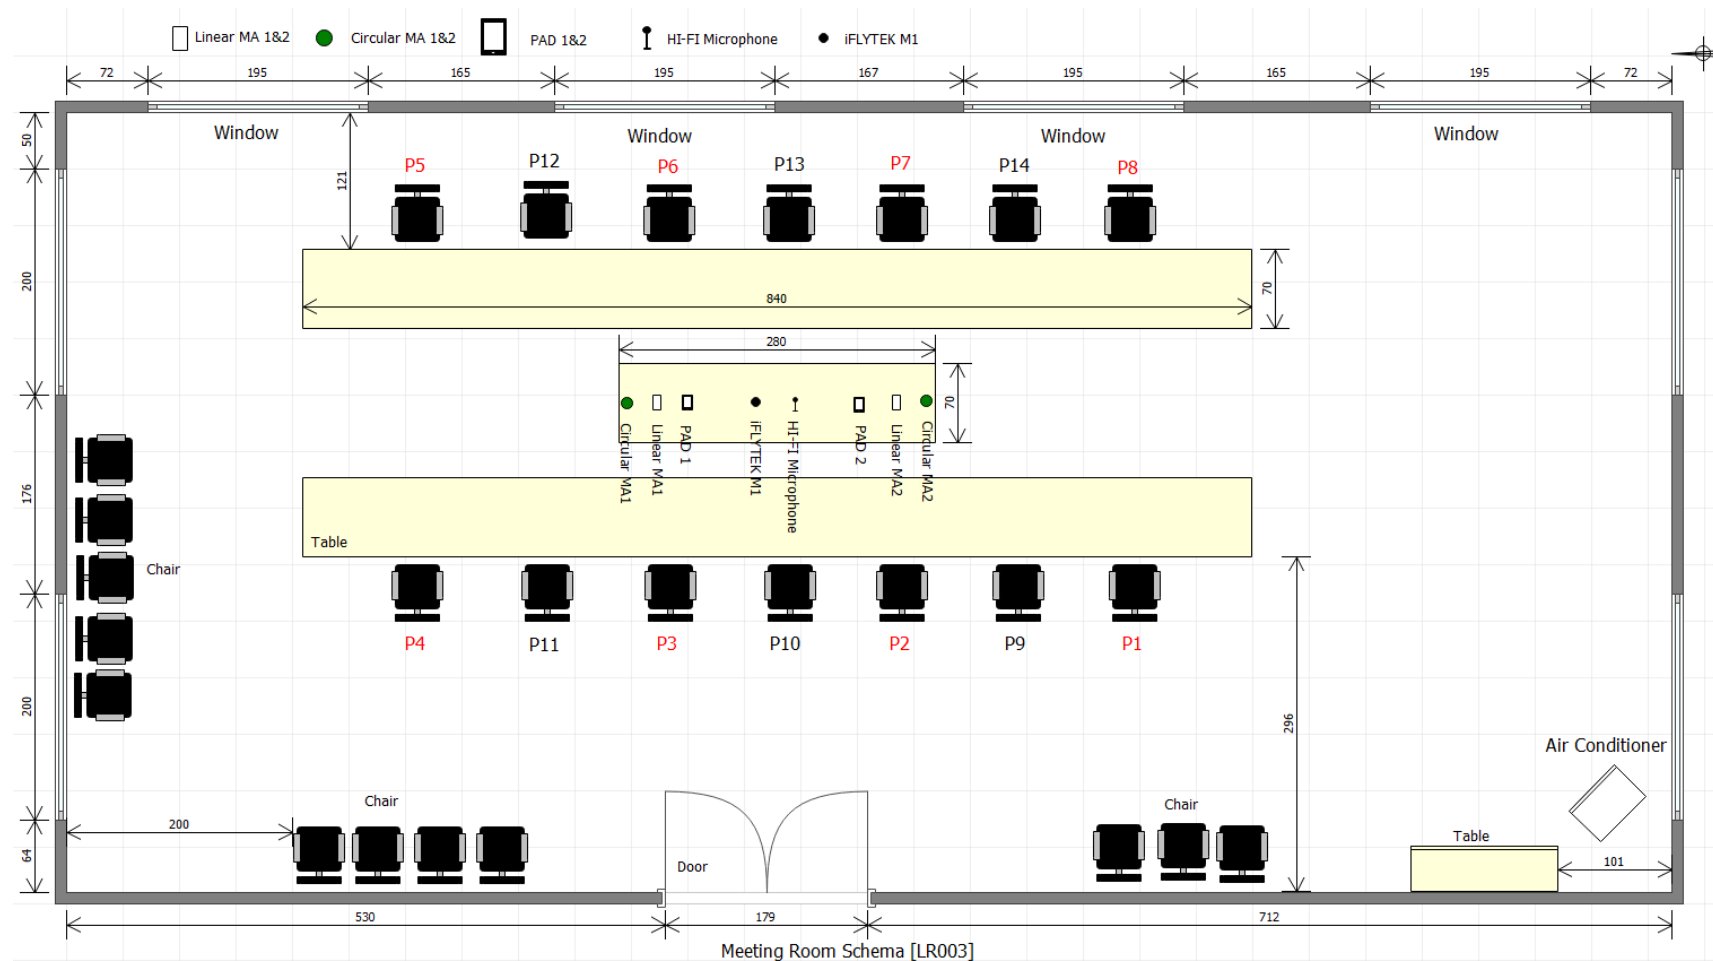 Linear MA 1&2
Circular MA 1&2
PAD 1&2
HI-FI Microphone
iFLYTEK M1
72
195
165
195
167
195
165
195
72
Window
Window
Window
Window
50
121
P5
P12
P6
P13
P7
P14
P8
200
840
70
280
70
Circular MA1
Linear MA1
PAD 1
iFLYTEK M1
HI-FI Microphone
PAD 2
Linear MA2
Circular MA2
176
Table
Chair
P4
P11
P3
P10
P2
P9
P1
200
296
Air Conditioner
Chair
Chair
200
Table
64
Door
101
530
179
712
Meeting Room Schema [LR003]